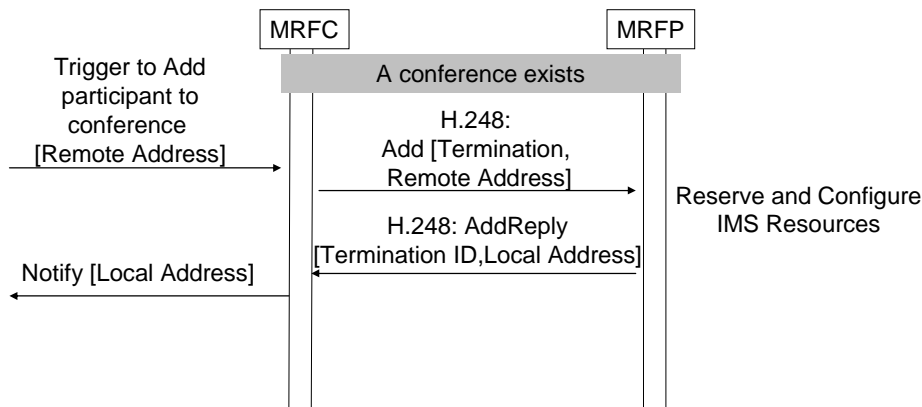 MRFC
MRFP
A conference exists
Trigger to Add
participant to
conference
[Remote Address]
H.248:
Add [Termination,
Remote Address]
Reserve and Configure
IMS Resources
H.248: AddReply
[Termination ID,Local Address]
Notify [Local Address]